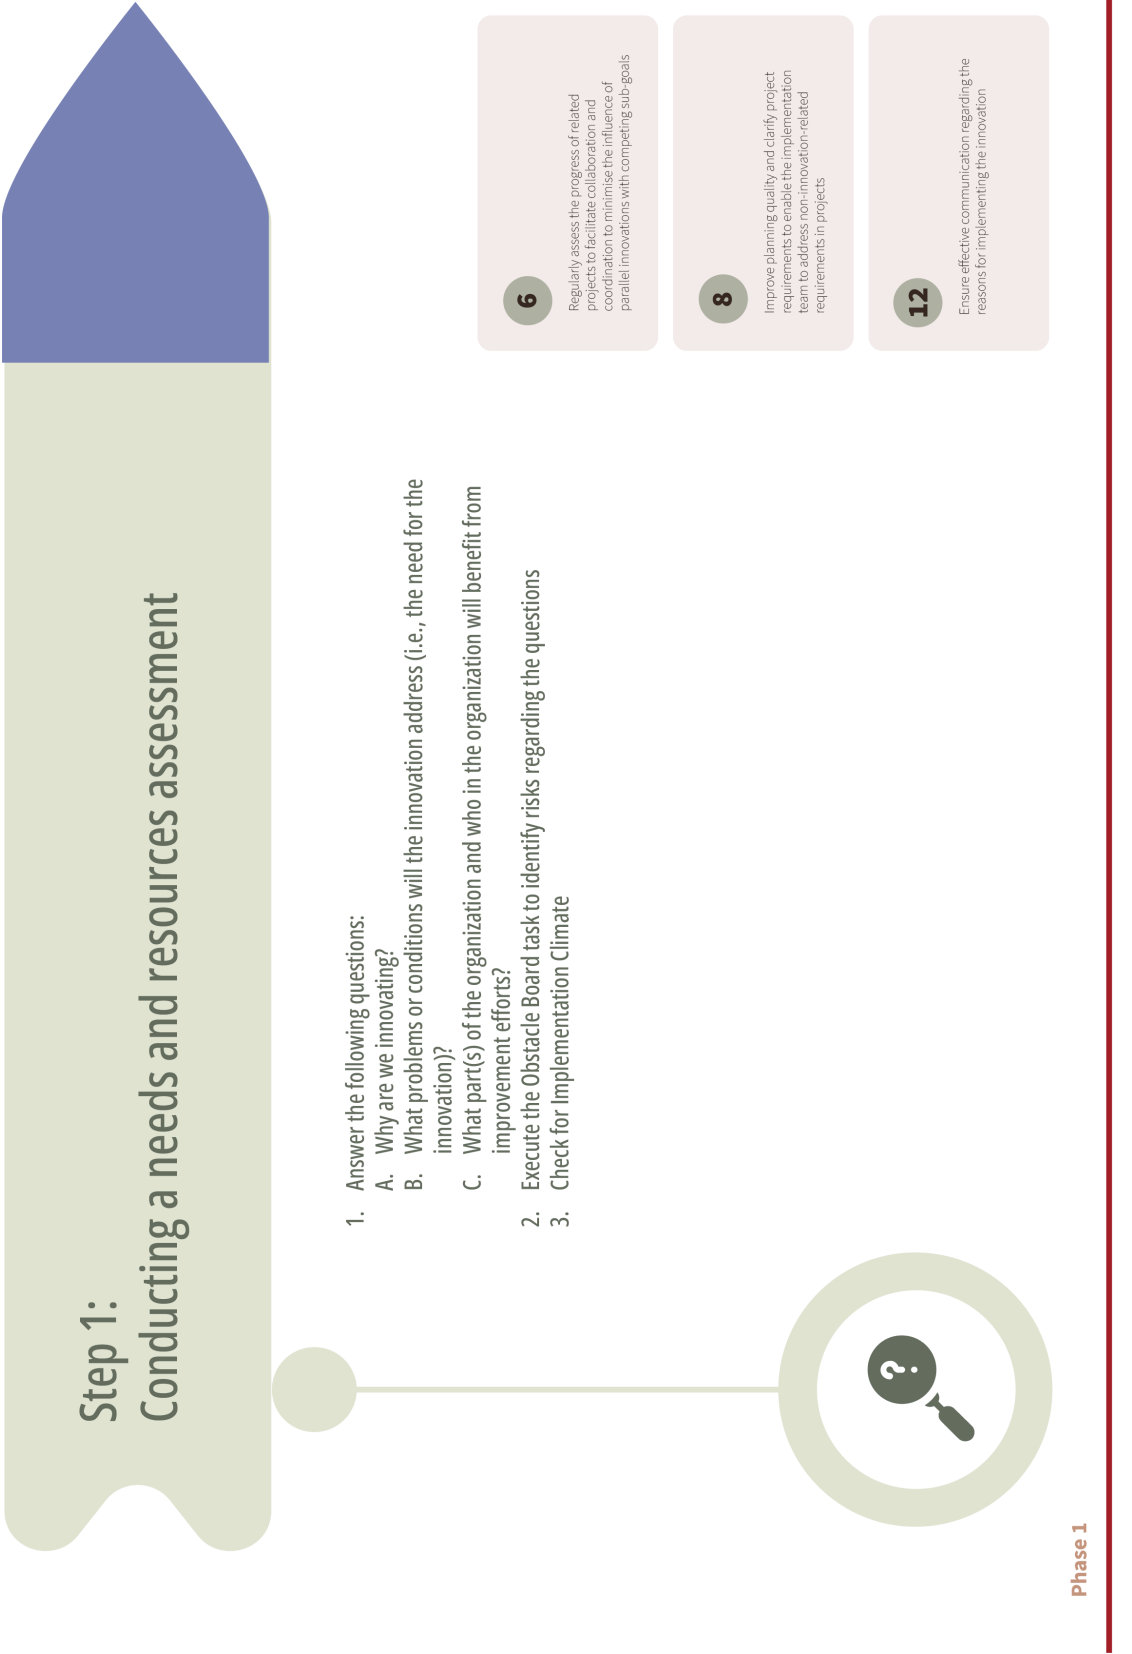 Step 1:
Conducting a needs and resources assessment
1. Answer the following questions:
A. Why are we innovating?
B. What problems or conditions will the innovation address (i.e., the need for the
innovation)?
C. What part(s) of the organization and who in the organization will benefit from
improvement efforts?
2. Execute the Obstacle Board task to identify risks regarding the questions
3. Check for Implementation Climate
6
Regularly assess the progress of related
projects to facilitate collaboration and
coordination to minimise the influence of
parallel innovations with competing sub-goals
8
Improve planning quality and clarify project
requirements to enable the implementation
team to address non-innovation-related
requirements in projects
12
Ensure effective communication regarding the
reasons for implementing the innovation
?
Phase 1